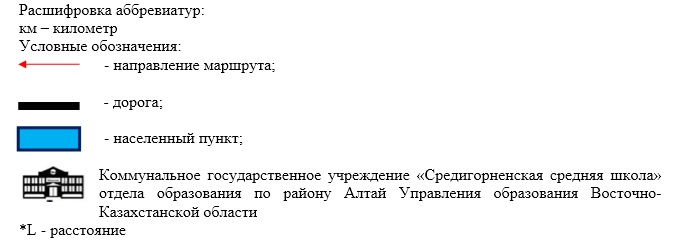 Расшифровка аббревиатур:
км – километр
Условные обозначения:
- направление маршрута;
- дорога;
- населенный пункт;
Коммунальное государственное учреждение «Средигорненская средняя школа»
отдела образования по району Алтай Управления образования Восточно-
Казахстанской области
*L - расстояние